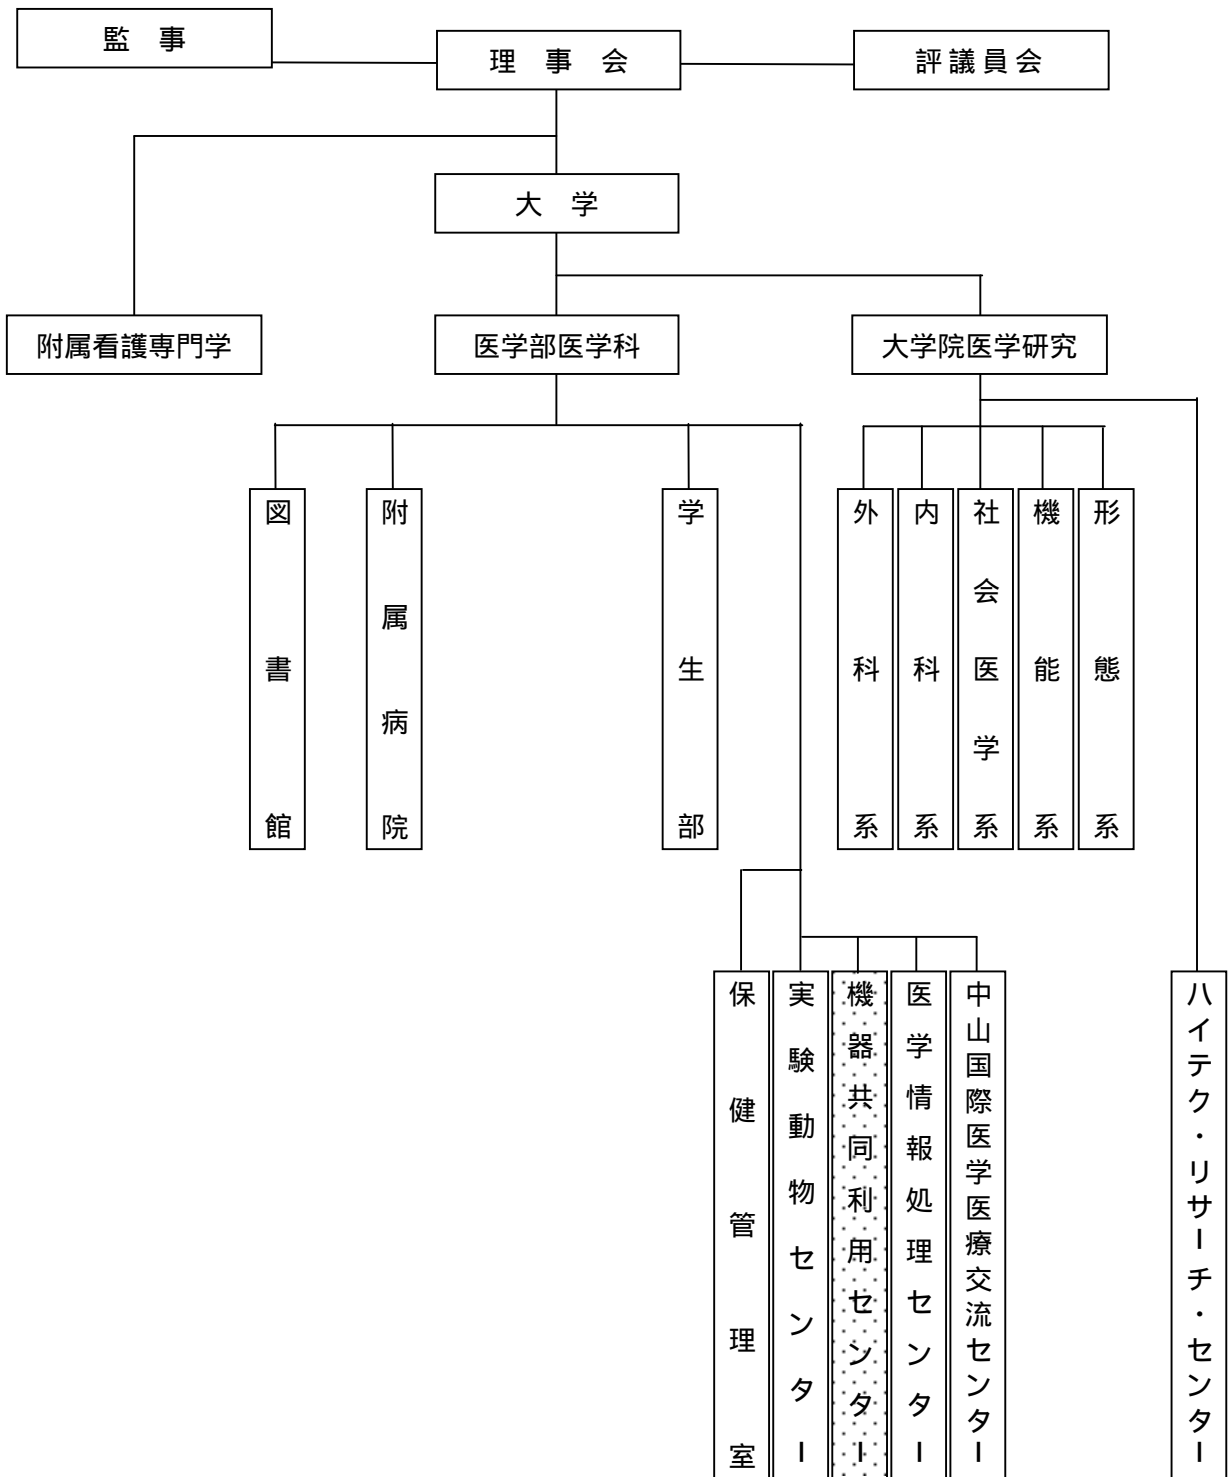 監　事
理　事　会
評議員会
大　学
附属看護専門学
医学部医学科
大学院医学研究
図書館
附属病院
学生部
外科系
内科系
社会医学系
機能系
形態系
保健管理室
実験動物センター
機器共同利用センター
医学情報処理センター
中山国際医学医療交流センター
ハイテク・リサーチ・センター